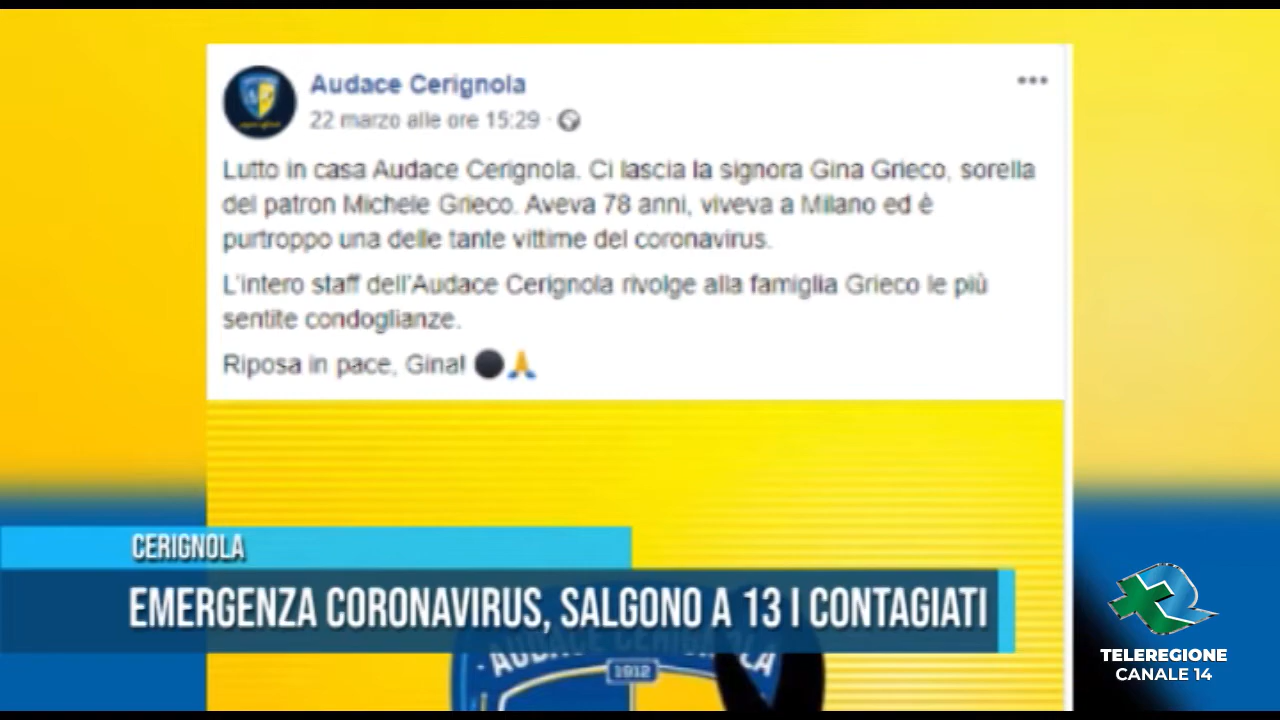 Audace Cerignola
22 marzo alle ore 15:29 ·
Lutto in casa Audace Cerignola. Ci lascia la signora Gina Grieco, sorella
del patron Michele Grieco. Aveva 78 anni, viveva a Milano ed è
purtroppo una delle tante vittime del coronavirus.
L'intero staff dell'Audace Cerignola rivolge alla famiglia Grieco le più
sentite condoglianze.
Riposa in pace, Gina! ⚫🙏
CERIGNOLA
EMERGENZA CORONAVIRUS, SALGONO A 13 I CONTAGIATI
AUDACE CERIGNOLA
1912
TELEREGIONE
CANALE 14